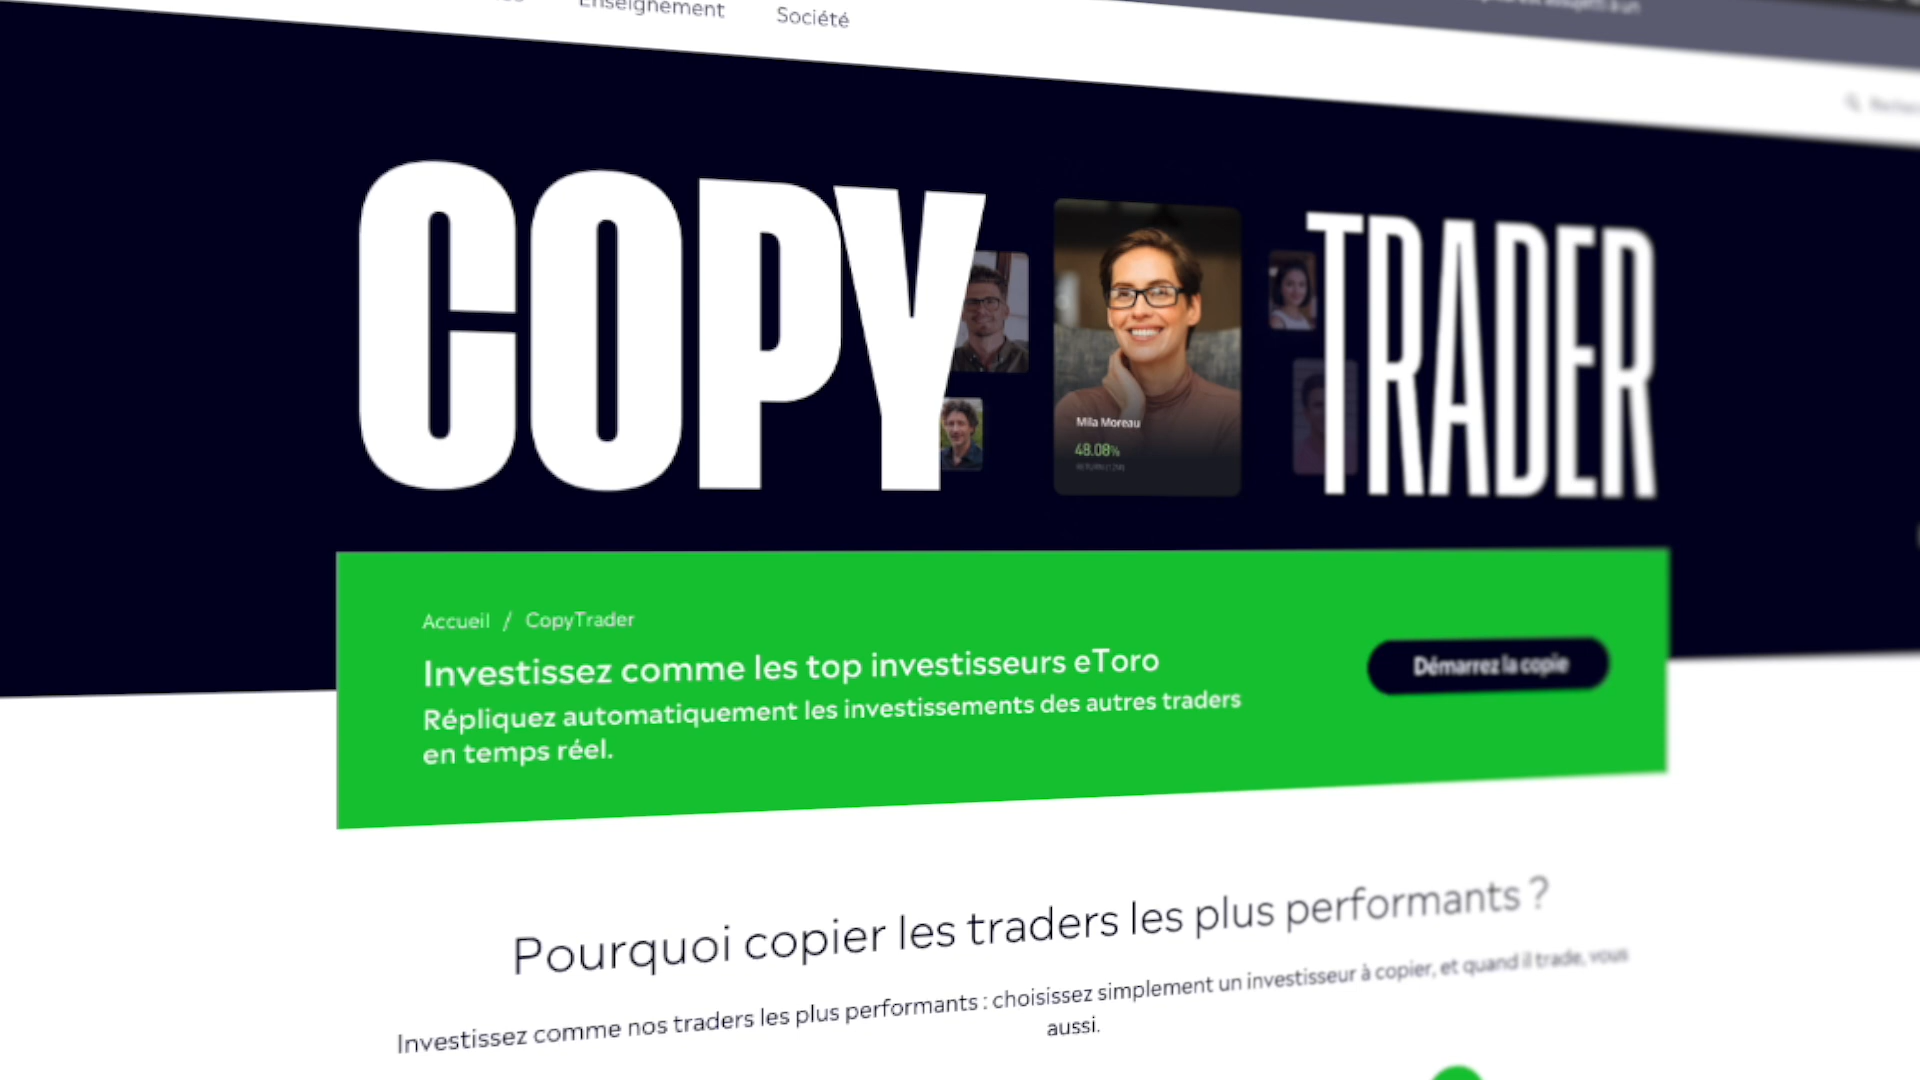 Enseignement
Société
COPY
TRADER
Mila Moreau
48.08%
Accueil / CopyTrader
Investissez comme les top investisseurs eToro
Répliquez automatiquement les investissements des autres traders
en temps réel.
Démarrez la copie
Pourquoi copier les traders les plus performants ?
Investissez comme nos traders les plus performants : choisissez simplement un investisseur à copier, et quand il trade, vous
aussi.